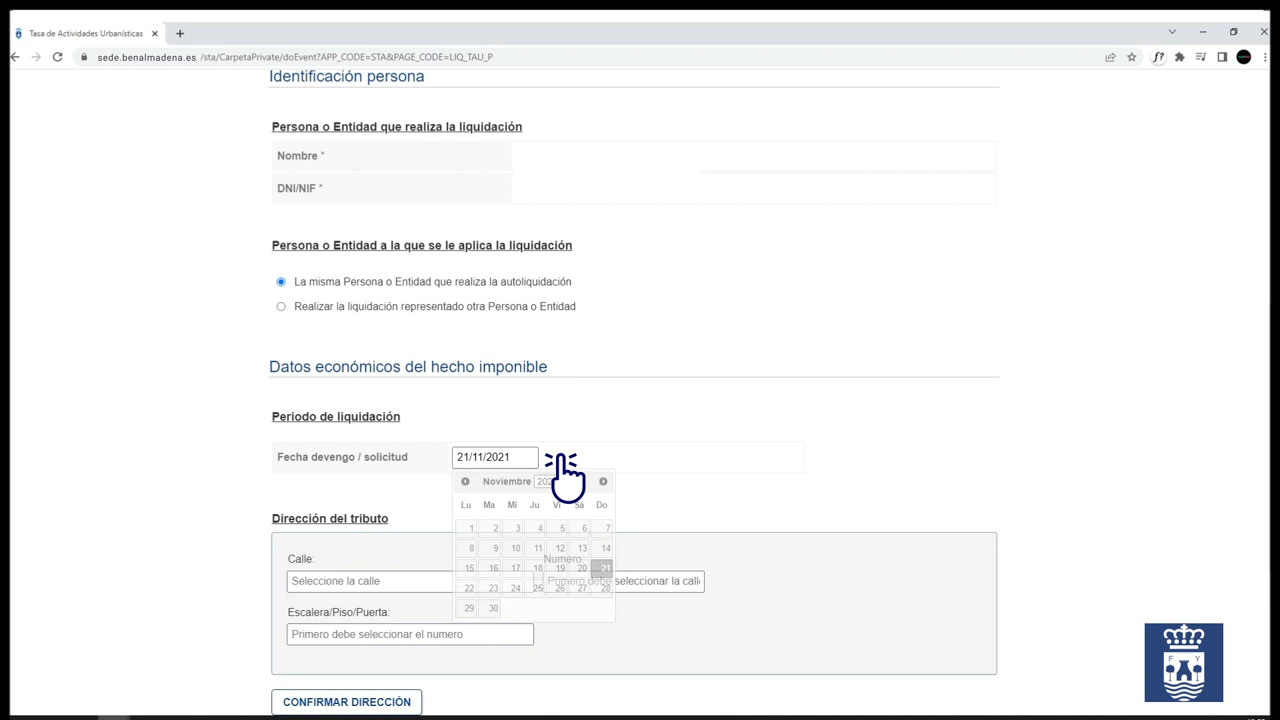 Tasa de Actividades Urbanísticas
sede.benalmadena.es/sta/CarpetaPrivate/doEvent?APP_CODE=STA&PAGE_CODE=LIQ_TAU_P
Identificación persona
Persona o Entidad que realiza la liquidación
Nombre *
DNI/NIF *
Persona o Entidad a la que se le aplica la liquidación
La misma Persona o Entidad que realiza la autoliquidación
Realizar la liquidación representado otra Persona o Entidad
Datos económicos del hecho imponible
Periodo de liquidación
Fecha devengo / solicitud 21/11/2021
Noviembre
Lu Ma Mi Ju Vi Sá Do
1 2 3 4 5 6 7
8 9 10 11 12 13 14
15 16 17 18 19 20 21
22 23 24 25 26 27 28
29 30
Dirección del tributo
Calle: Numero:
Seleccione la calle Primero debe seleccionar la call
Escalera/Piso/Puerta:
Primero debe seleccionar el numero
CONFIRMAR DIRECCIÓN
F Y